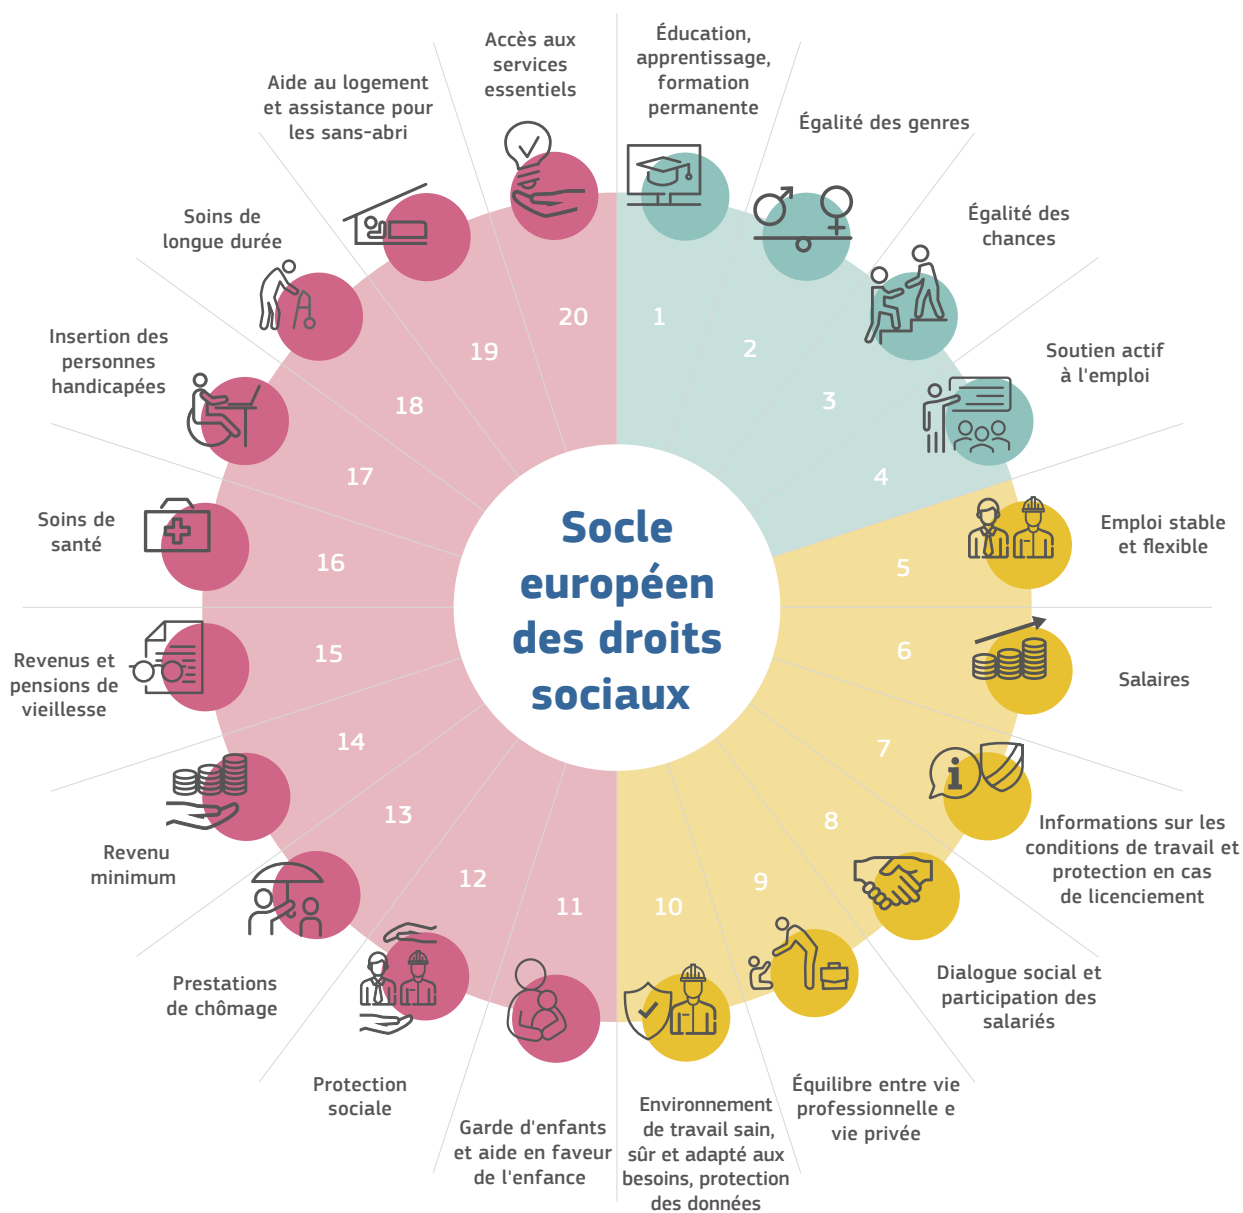 Socle
européen
des droits
sociaux
1
Éducation,
apprentissage,
formation
permanente
2
Égalité des genres
3
Égalité des
chances
4
Soutien actif
à l'emploi
5
Emploi stable
et flexible
6
Salaires
7
Informations sur les
conditions de travail et
protection en cas
de licenciement
8
Dialogue social et
participation des
salariés
9
Équilibre entre vie
professionnelle e
vie privée
10
Environnement
de travail sain,
sûr et adapté aux
besoins, protection
des données
11
Garde d'enfants
et aide en faveur
de l'enfance
12
Protection
sociale
13
Prestations
de chômage
14
Revenu
minimum
15
Revenus et
pensions de
vieillesse
16
Soins de
santé
17
Insertion des
personnes
handicapées
18
Soins de
longue durée
19
Aide au logement
et assistance pour
les sans-abri
20
Accès aux
services
essentiels
i